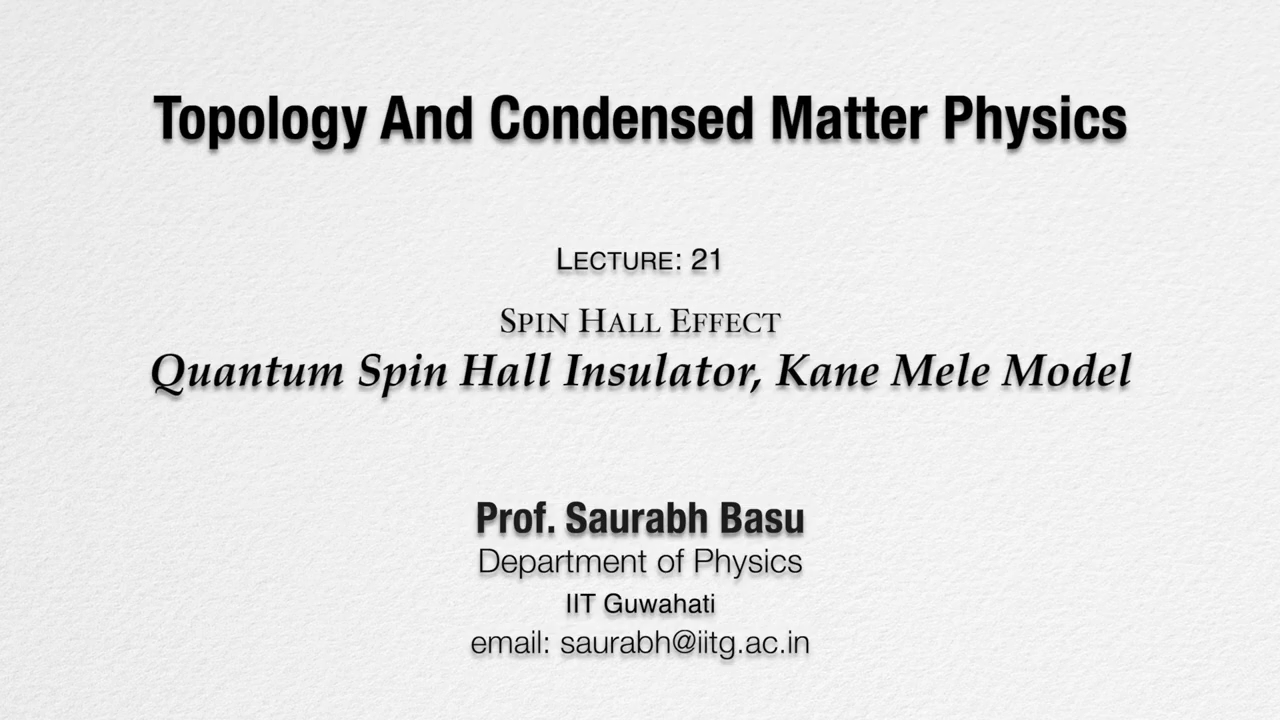 Topology And Condensed Matter Physics
LECTURE: 21
SPIN HALL EFFECT
Quantum Spin Hall Insulator, Kane Mele Model
Prof. Saurabh Basu
Department of Physics
IIT Guwahati
email: saurabh@iitg.ac.in